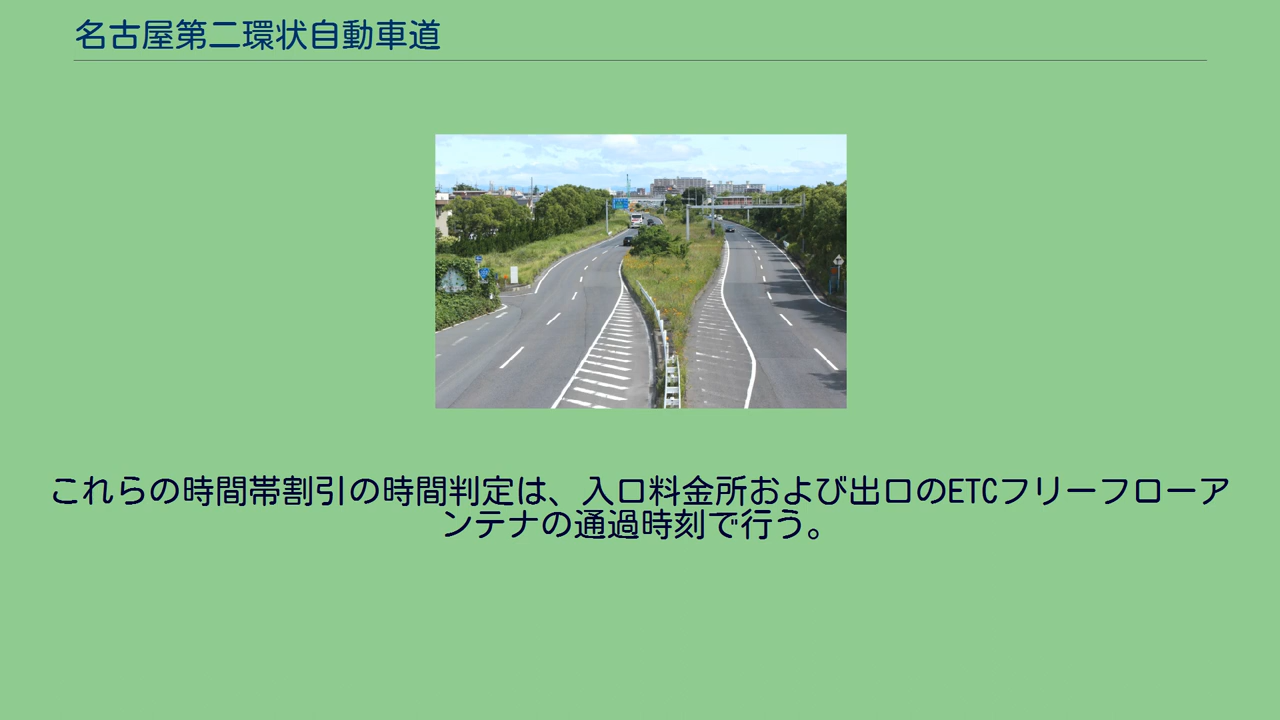 名古屋第二環状自動車道
これらの時間帯割引の時間判定は、入口料金所および出口のETCフリーフローア
ンテナの通過時刻で行う。